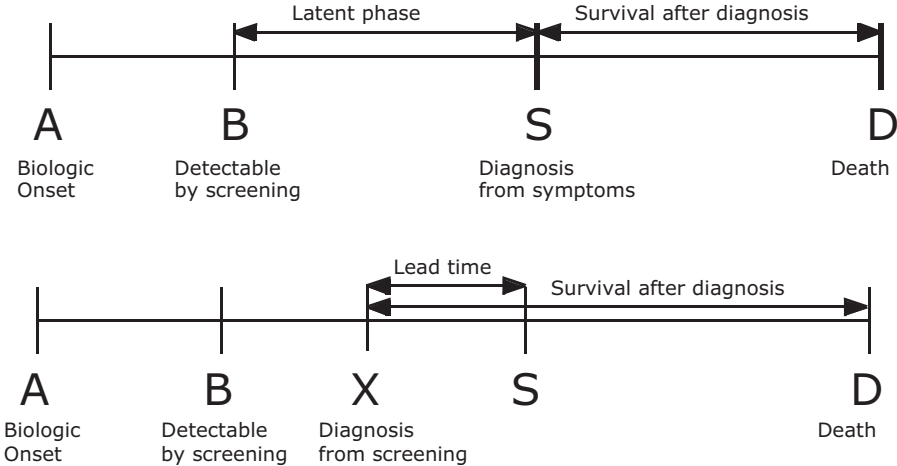 Latent phase Survival after diagnosis
A B S D
Biologic Detectable Diagnosis Death
Onset by screening from symptoms
Lead time
Survival after diagnosis
A B X S D
Biologic Detectable Diagnosis Death
Onset by screening from screening